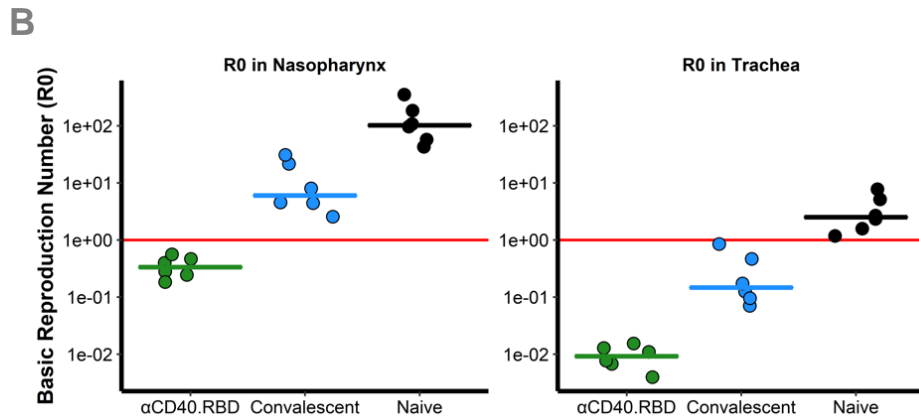 B
R0 in Nasopharynx
R0 in Trachea
Basic Reproduction Number (R0)
1e+02
1e+01
1e+00
1e-01
1e-02
1e+02
1e+01
1e+00
1e-01
1e-02
αCD40.RBD Convalescent Naive
αCD40.RBD Convalescent Naive